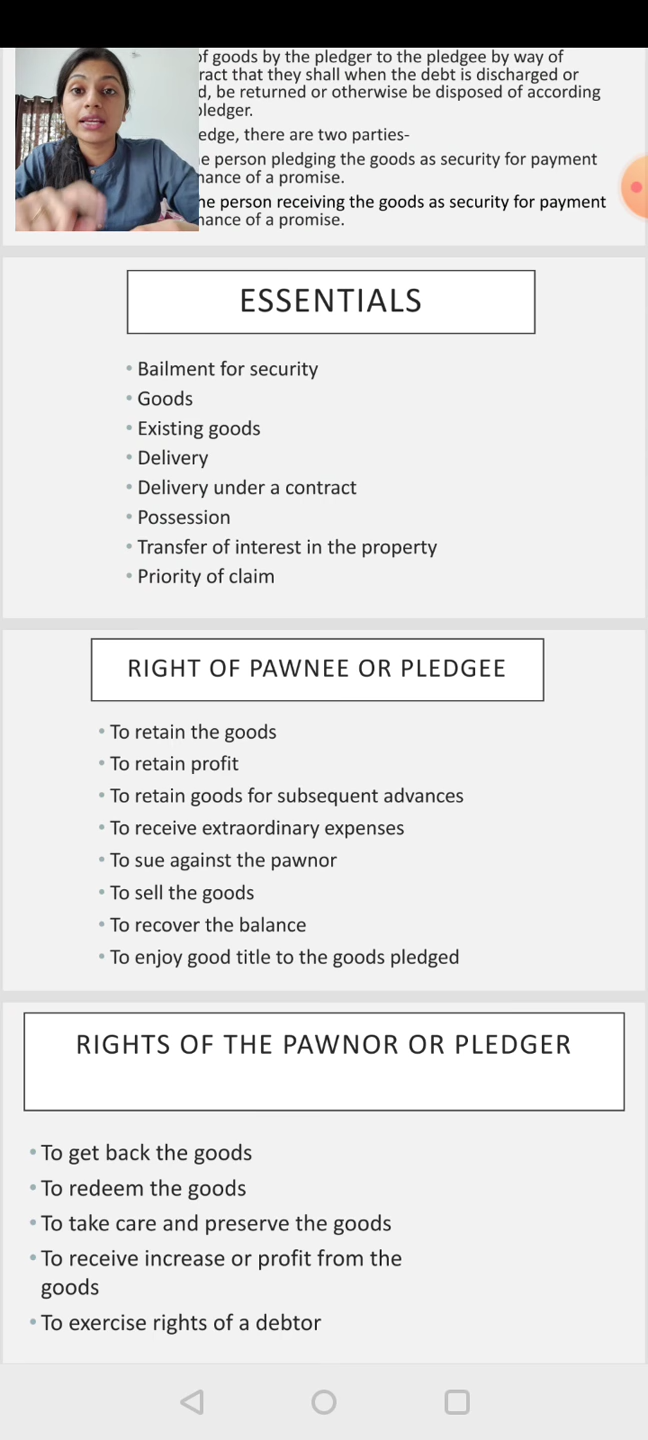 of goods by the pledger to the pledgee by way of
ract that they shall when the debt is discharged or
d, be returned or otherwise be disposed of according
pledger.
edge, there are two parties-
e person pledging the goods as security for payment
nance of a promise.
ne person receiving the goods as security for payment
nance of a promise.
ESSENTIALS
• Bailment for security
• Goods
• Existing goods
• Delivery
• Delivery under a contract
• Possession
• Transfer of interest in the property
• Priority of claim
RIGHT OF PAWNEE OR PLEDGEE
• To retain the goods
• To retain profit
• To retain goods for subsequent advances
• To receive extraordinary expenses
• To sue against the pawnor
• To sell the goods
• To recover the balance
• To enjoy good title to the goods pledged
RIGHTS OF THE PAWNOR OR PLEDGER
• To get back the goods
• To redeem the goods
• To take care and preserve the goods
• To receive increase or profit from the
goods
• To exercise rights of a debtor